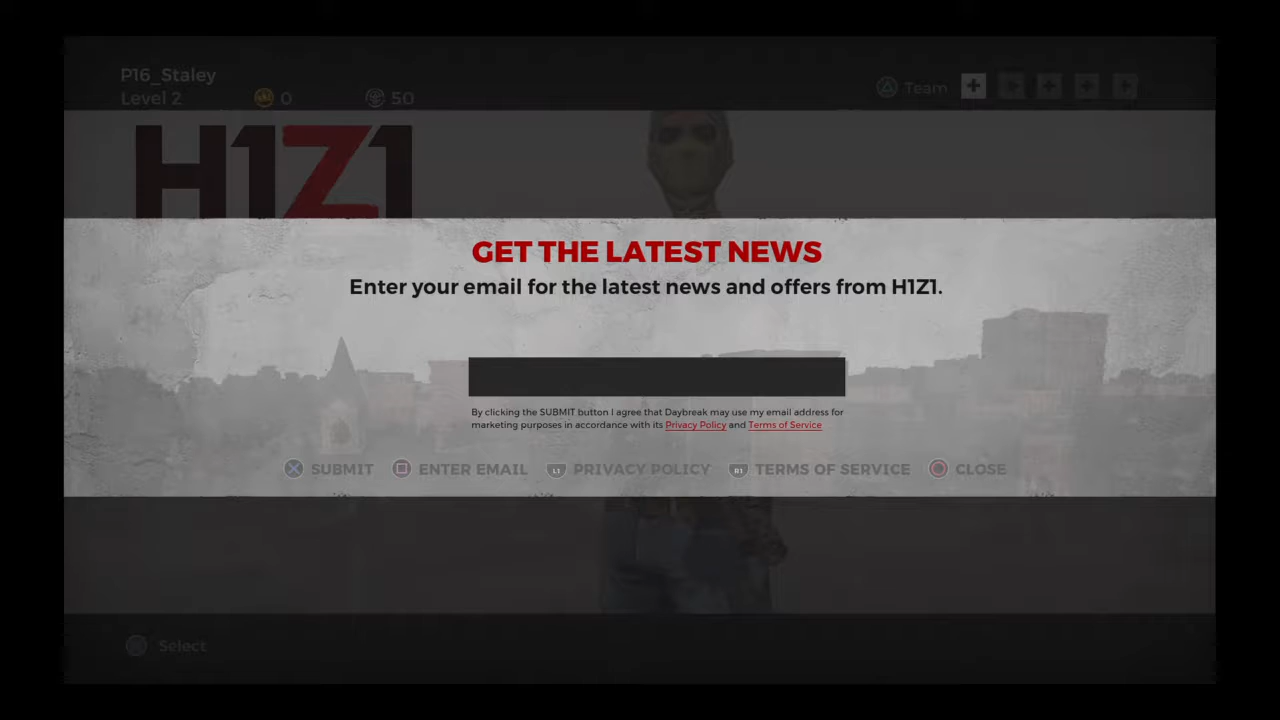 P16_Staley
Level 2
0
50
Team
H1Z1
GET THE LATEST NEWS
Enter your email for the latest news and offers from H1Z1.
By clicking the SUBMIT button I agree that Daybreak may use my email address for
marketing purposes in accordance with its Privacy Policy and Terms of Service
SUBMIT
ENTER EMAIL
L1
PRIVACY POLICY
R1
TERMS OF SERVICE
CLOSE
Select